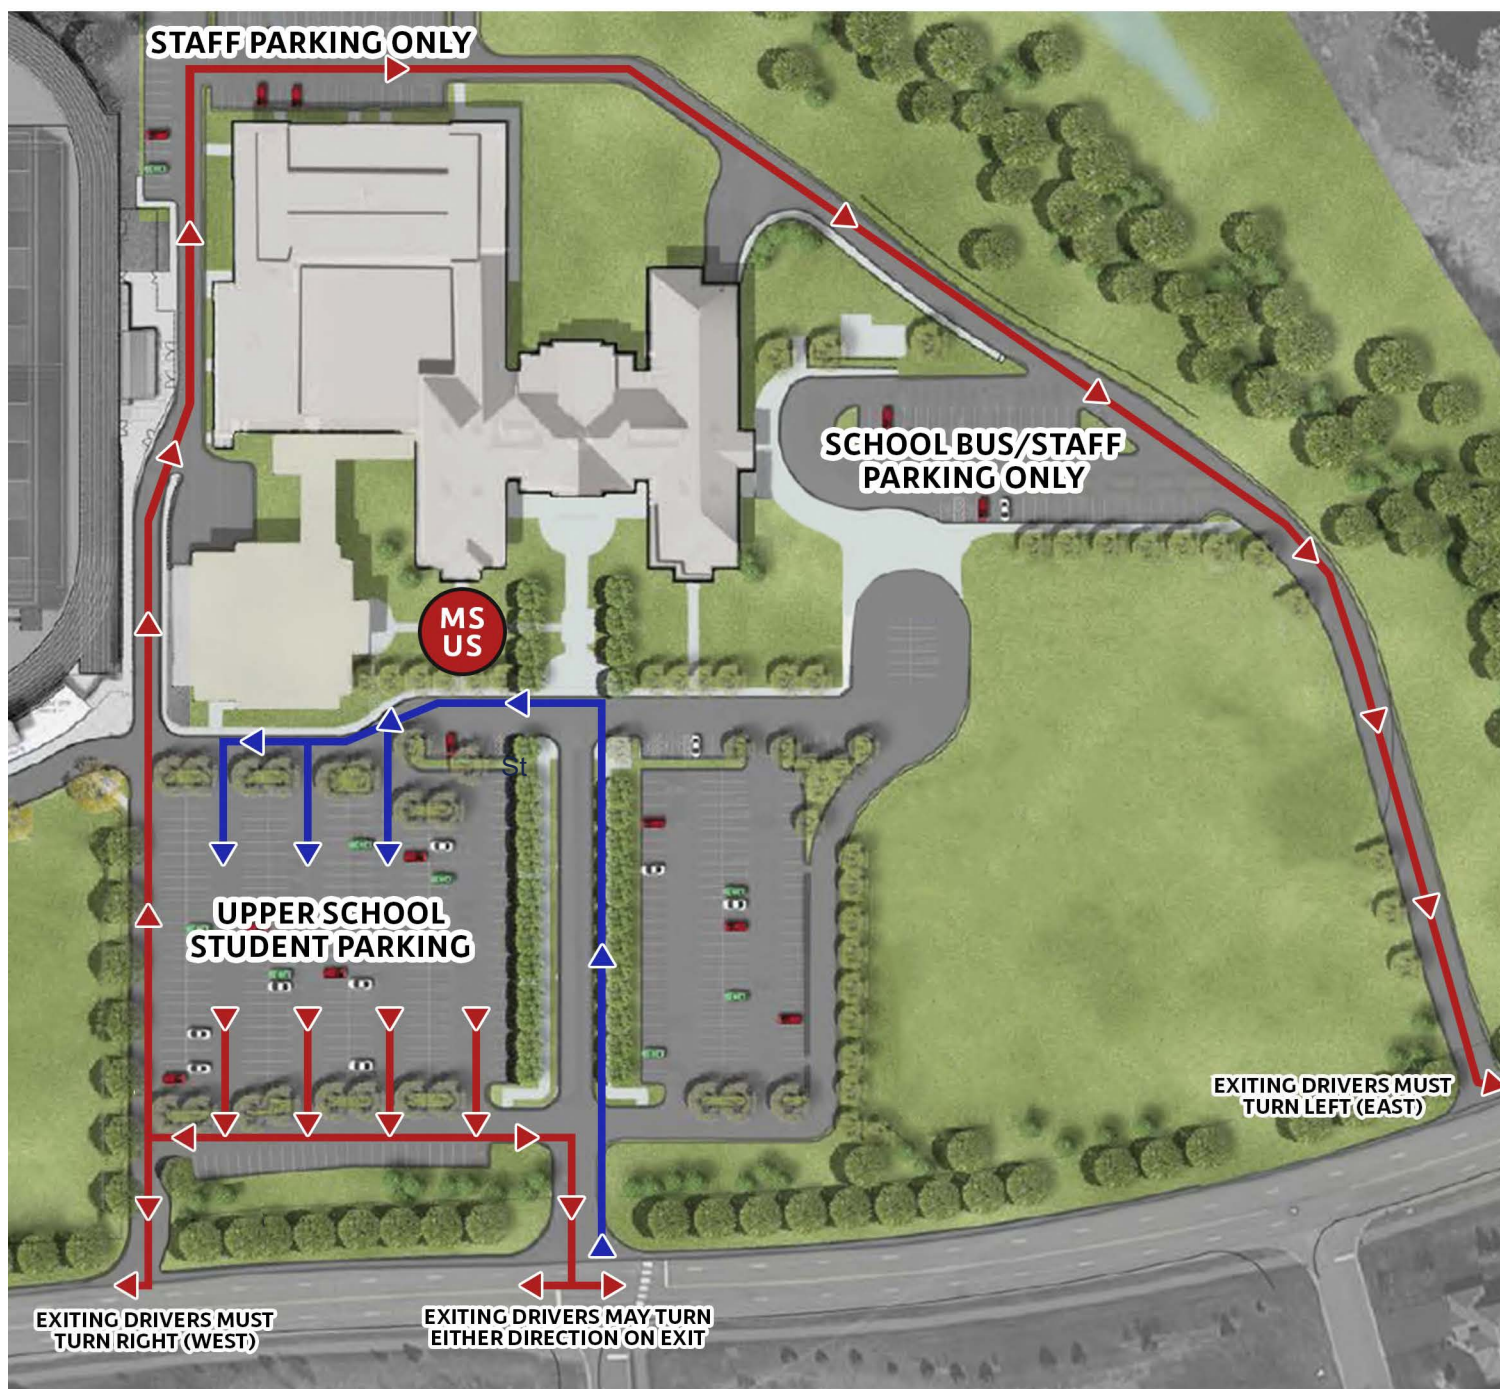 STAFF PARKING ONLY
SCHOOL BUS/STAFF
PARKING ONLY
MS
US
St
UPPER SCHOOL
STUDENT PARKING
EXITING DRIVERS MUST
TURN LEFT (EAST)
EXITING DRIVERS MUST
TURN RIGHT (WEST)
EXITING DRIVERS MAY TURN
EITHER DIRECTION ON EXIT